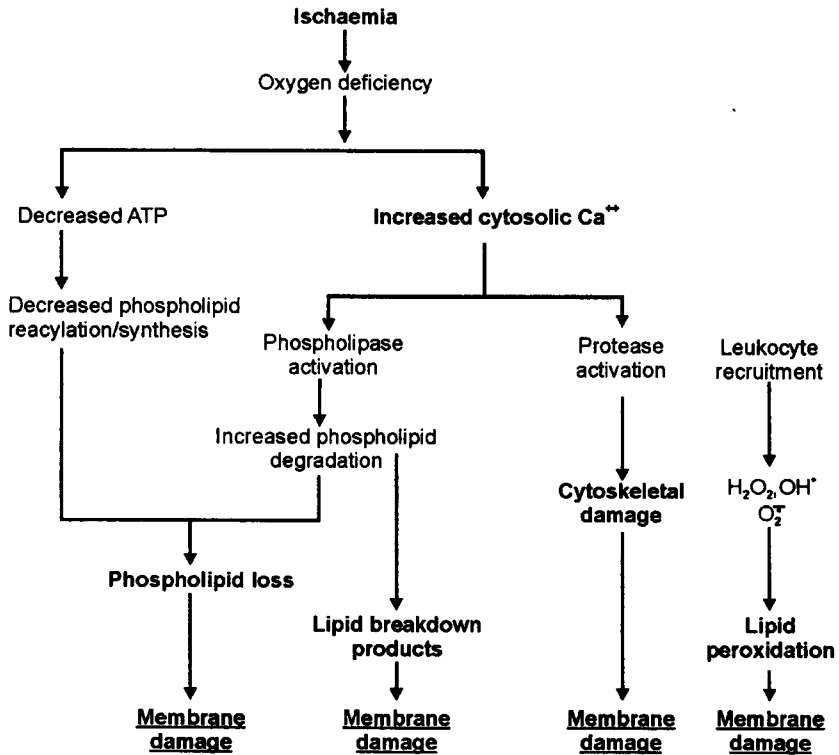 Ischaemia
Oxygen deficiency
Decreased ATP
Increased cytosolic Ca⁺⁺
Decreased phospholipid
reacylation/synthesis
Phospholipase
activation
Protease
activation
Leukocyte
recruitment
Increased phospholipid
degradation
Cytoskeletal
damage
H₂O₂, OH•
O₂⁻
Phospholipid loss
Lipid breakdown
products
Lipid
peroxidation
Membrane
damage
Membrane
damage
Membrane
damage
Membrane
damage